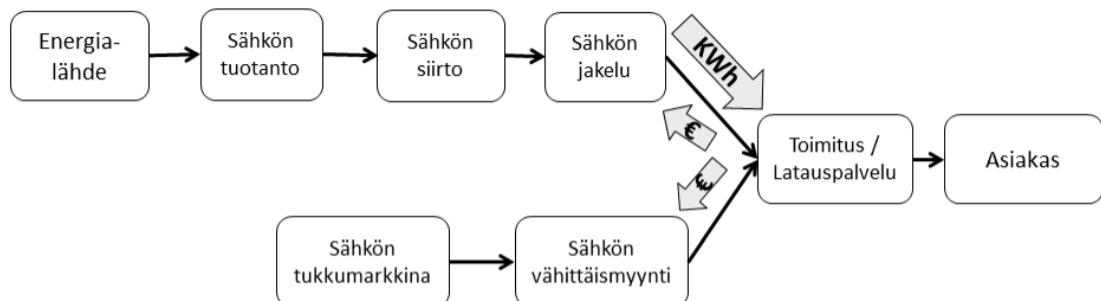 Energia-
lähde
Sähkön
tuotanto
Sähkön
siirto
Sähkön
jakelu
KWh
€
€
Toimitus /
Latauspalvelu
Asiakas
Sähkön
tukkumarkkina
Sähkön
vähittäismyynti